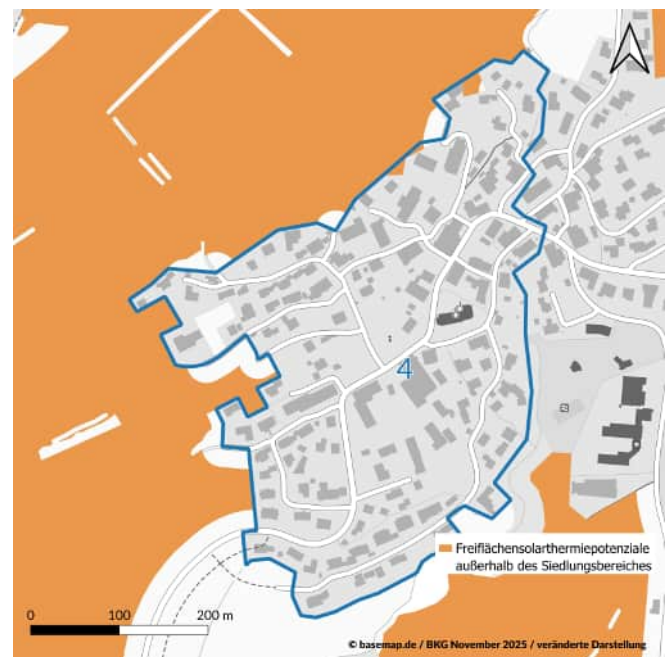 4
Freiflächensolarthermiepotenziale
außerhalb des Siedlungsbereiches
0 100 200 m
© basemap.de / BKG November 2025 / veränderte Darstellung